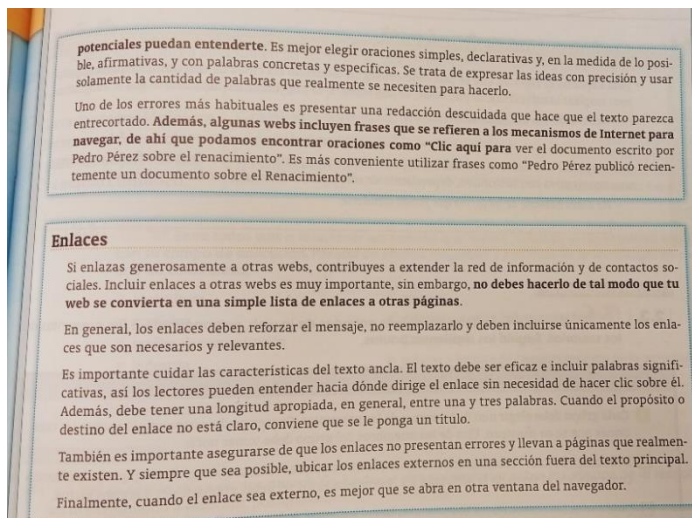 potenciales puedan entenderte. Es mejor elegir oraciones simples, declarativas y, en la medida de lo posi-
ble, afirmativas, y con palabras concretas y específicas. Se trata de expresar las ideas con precisión y usar
solamente la cantidad de palabras que realmente se necesiten para hacerlo.
Uno de los errores más habituales es presentar una redacción descuidada que hace que el texto parezca
entrecortado. Además, algunas webs incluyen frases que se refieren a los mecanismos de Internet para
navegar, de ahí que podamos encontrar oraciones como “Clic aquí para ver el documento escrito por
Pedro Pérez sobre el renacimiento”. Es más conveniente utilizar frases como “Pedro Pérez publicó recien-
temente un documento sobre el Renacimiento”.
Enlaces
Si enlazas generosamente a otras webs, contribuyes a extender la red de información y de contactos so-
ciales. Incluir enlaces a otras webs es muy importante, sin embargo, no debes hacerlo de tal modo que tu
web se convierta en una simple lista de enlaces a otras páginas.
En general, los enlaces deben reforzar el mensaje, no reemplazarlo y deben incluirse únicamente los enla-
ces que son necesarios y relevantes.
Es importante cuidar las características del texto ancla. El texto debe ser eficaz e incluir palabras signifi-
cativas, así los lectores pueden entender hacia dónde dirige el enlace sin necesidad de hacer clic sobre él.
Además, debe tener una longitud apropiada, en general, entre una y tres palabras. Cuando el propósito o
destino del enlace no está claro, conviene que se le ponga un título.
También es importante asegurarse de que los enlaces no presentan errores y llevan a páginas que realmen-
te existen. Y siempre que sea posible, ubicar los enlaces externos en una sección fuera del texto principal.
Finalmente, cuando el enlace sea externo, es mejor que se abra en otra ventana del navegador.